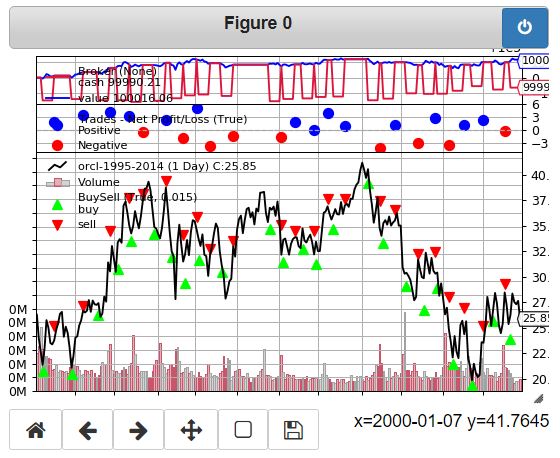 Figure 0
Broker (None)
cash 99990.21
value 100016.06
1000
9999
Trades - Net Profit/Loss (True)
Positive
Negative
6
3
0
−3
orcl-1995-2014 (1 Day) C:25.85
Volume
BuySell (True, 0.015)
buy
sell
40.
37.
35.
32.
30.
27.
25.85
22.
20.
0M
0M
0M
0M
0M
0M
0M
x=2000-01-07 y=41.7645